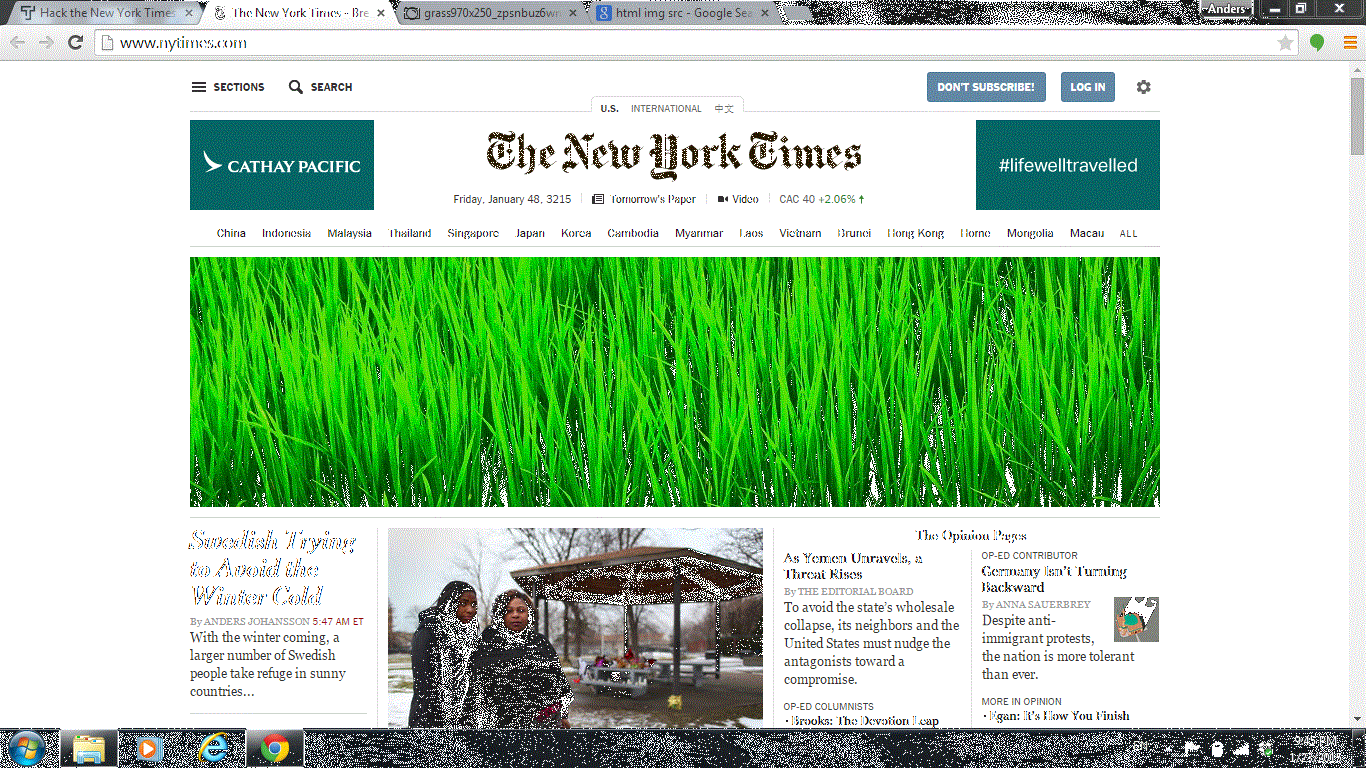 Hack the New York Times
The New York Times - Bre
grass970x250_zpsnbuz6wn
html img src - Google Sea
Anders
www.nytimes.com
SECTIONS
SEARCH
DON'T SUBSCRIBE!
LOG IN
U.S. INTERNATIONAL 中文
CATHAY PACIFIC
The New York Times
#lifewelltravelled
Friday, January 48, 3215
Tomorrow's Paper
Video
CAC 40 +2.06%
China Indonesia Malaysia Thailand Singapore Japan Korea Cambodia Myanmar Laos Vietnam Brunei Hong Kong Home Mongolia Macau ALL
Swedish Trying
to Avoid the
Winter Cold
By ANDERS JOHANSSON 5:47 AM ET
With the winter coming, a
larger number of Swedish
people take refuge in sunny
countries...
The Opinion Pages
As Yemen Unravels, a
Threat Rises
By THE EDITORIAL BOARD
To avoid the state's wholesale
collapse, its neighbors and the
United States must nudge the
antagonists toward a
compromise.
OP-ED COLUMNISTS
· Brooks: The Devotion Leap
OP-ED CONTRIBUTOR
Germany Isn't Turning
Backward
By ANNA SAUERBREY
Despite anti-
immigrant protests,
the nation is more tolerant
than ever.
MORE IN OPINION
· Egan: It's How You Finish